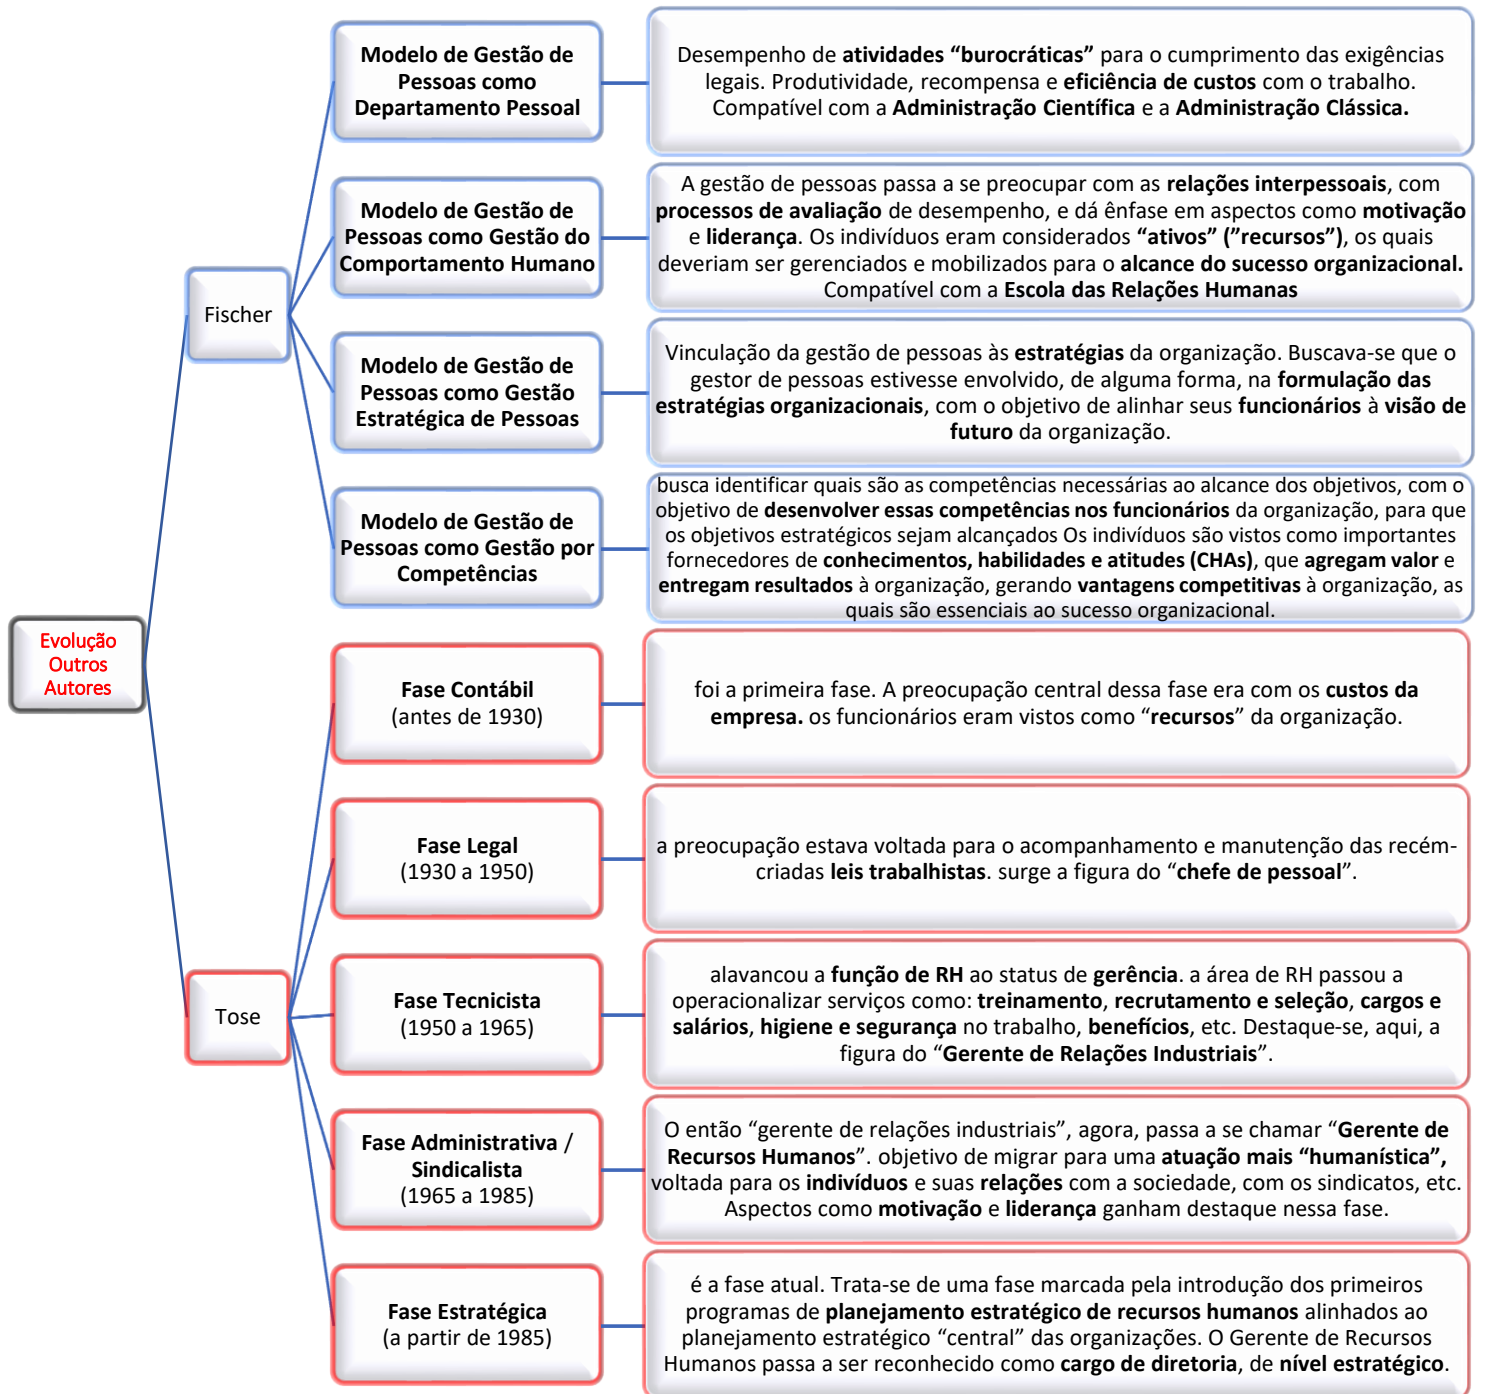 Evolução
Outros
Autores
Fischer
Modelo de Gestão de
Pessoas como
Departamento Pessoal
Desempenho de atividades “burocráticas” para o cumprimento das exigências
legais. Produtividade, recompensa e eficiência de custos com o trabalho.
Compatível com a Administração Científica e a Administração Clássica.
Modelo de Gestão de
Pessoas como Gestão do
Comportamento Humano
A gestão de pessoas passa a se preocupar com as relações interpessoais, com
processos de avaliação de desempenho, e dá ênfase em aspectos como motivação
e liderança. Os indivíduos eram considerados “ativos” (”recursos”), os quais
deveriam ser gerenciados e mobilizados para o alcance do sucesso organizacional.
Compatível com a Escola das Relações Humanas
Modelo de Gestão de
Pessoas como Gestão
Estratégica de Pessoas
Vinculação da gestão de pessoas às estratégias da organização. Buscava-se que o
gestor de pessoas estivesse envolvido, de alguma forma, na formulação das
estratégias organizacionais, com o objetivo de alinhar seus funcionários à visão de
futuro da organização.
Modelo de Gestão de
Pessoas como Gestão por
Competências
busca identificar quais são as competências necessárias ao alcance dos objetivos, com o
objetivo de desenvolver essas competências nos funcionários da organização, para que
os objetivos estratégicos sejam alcançados Os indivíduos são vistos como importantes
fornecedores de conhecimentos, habilidades e atitudes (CHAs), que agregam valor e
entregam resultados à organização, gerando vantagens competitivas à organização, as
quais são essenciais ao sucesso organizacional.
Tose
Fase Contábil
(antes de 1930)
foi a primeira fase. A preocupação central dessa fase era com os custos da
empresa. os funcionários eram vistos como “recursos” da organização.
Fase Legal
(1930 a 1950)
a preocupação estava voltada para o acompanhamento e manutenção das recém-
criadas leis trabalhistas. surge a figura do “chefe de pessoal”.
Fase Tecnicista
(1950 a 1965)
alavancou a função de RH ao status de gerência. a área de RH passou a
operacionalizar serviços como: treinamento, recrutamento e seleção, cargos e
salários, higiene e segurança no trabalho, benefícios, etc. Destaque-se, aqui, a
figura do “Gerente de Relações Industriais”.
Fase Administrativa /
Sindicalista
(1965 a 1985)
O então “gerente de relações industriais”, agora, passa a se chamar “Gerente de
Recursos Humanos”. objetivo de migrar para uma atuação mais “humanística”,
voltada para os indivíduos e suas relações com a sociedade, com os sindicatos, etc.
Aspectos como motivação e liderança ganham destaque nessa fase.
Fase Estratégica
(a partir de 1985)
é a fase atual. Trata-se de uma fase marcada pela introdução dos primeiros
programas de planejamento estratégico de recursos humanos alinhados ao
planejamento estratégico “central” das organizações. O Gerente de Recursos
Humanos passa a ser reconhecido como cargo de diretoria, de nível estratégico.